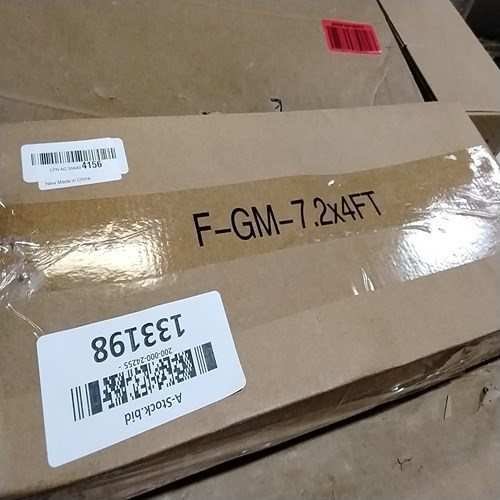 4156
New Made in China
F-GM-7.2x4FT
133198
200-000-24255 -
A-Stock.bid